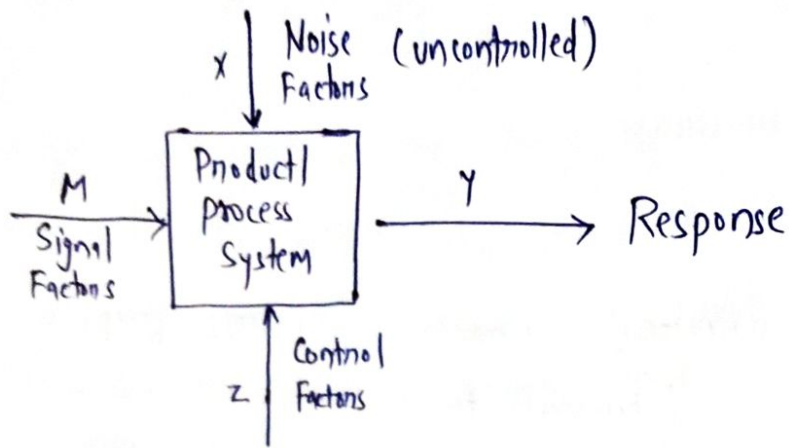 X
Noise (uncontrolled)
Factors
M
Signal
Factors
Product/
process
system
Y
Response
Z
Control
Factors